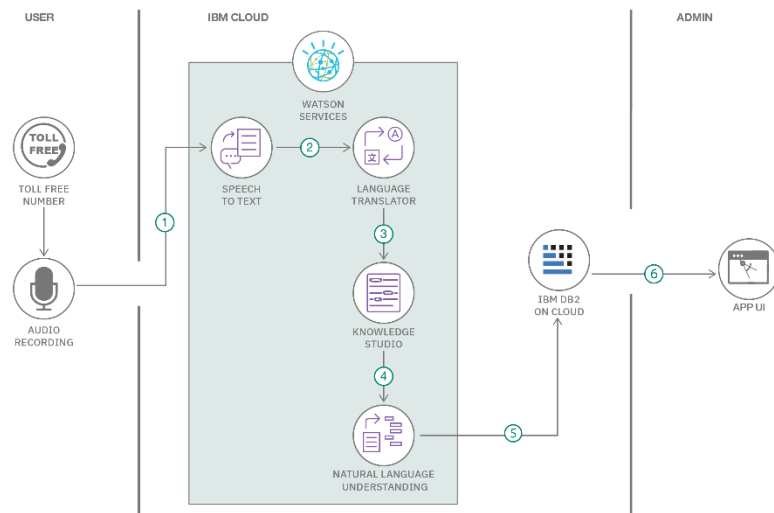 USER
IBM CLOUD
ADMIN
WATSON
SERVICES
TOLL
FREE
TOLL FREE
NUMBER
1
SPEECH
TO TEXT
2
A
文
LANGUAGE
TRANSLATOR
3
AUDIO
RECORDING
KNOWLEDGE
STUDIO
4
NATURAL LANGUAGE
UNDERSTANDING
5
IBM DB2
ON CLOUD
6
APP UI